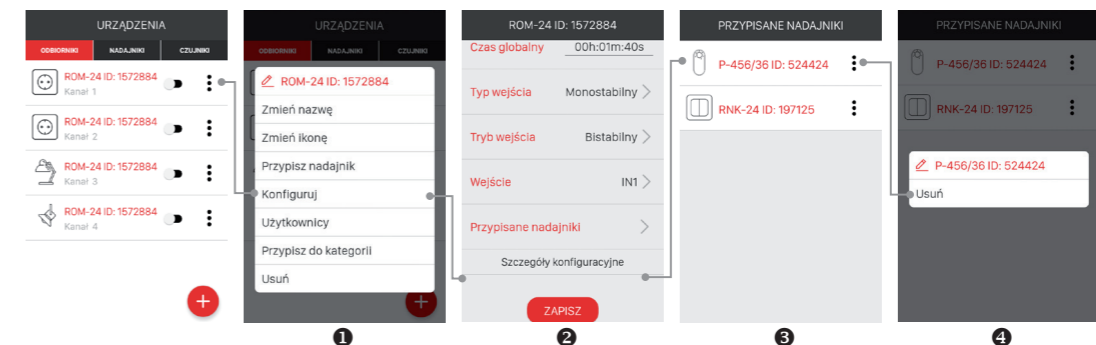 URZĄDZENIA
ODBIORNIKI NADAJNIKI CZUJNIKI
ROM-24 ID: 1572884
Kanał 1
ROM-24 ID: 1572884
Kanał 2
ROM-24 ID: 1572884
Kanał 3
ROM-24 ID: 1572884
Kanał 4
URZĄDZENIA
ODBIORNIKI NADAJNIKI CZUJNIKI
ROM-24 ID: 1572884
Zmień nazwę
Zmień ikonę
Przypisz nadajnik
Konfiguruj
Użytkownicy
Przypisz do kategorii
Usuń
❶
ROM-24 ID: 1572884
Czas globalny 00h:01m:40s
Typ wejścia Monostabilny
Tryb wejścia Bistabilny
Wejście IN1
Przypisane nadajniki
Szczegóły konfiguracyjne
ZAPISZ
❷
PRZYPISANE NADAJNIKI
P-456/36 ID: 524424
RNK-24 ID: 197125
❸
PRZYPISANE NADAJNIKI
P-456/36 ID: 524424
RNK-24 ID: 197125
P-456/36 ID: 524424
Usuń
❹